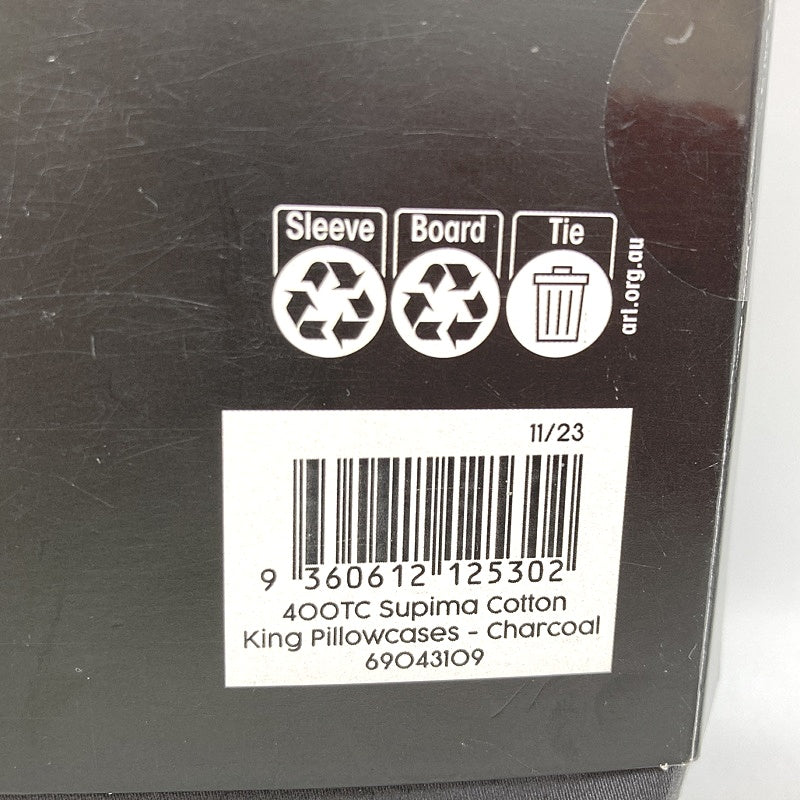 Sleeve Board Tie
arl.org.au
11/23
9 360612 125302
400TC Supima Cotton
King Pillowcases - Charcoal
69043109